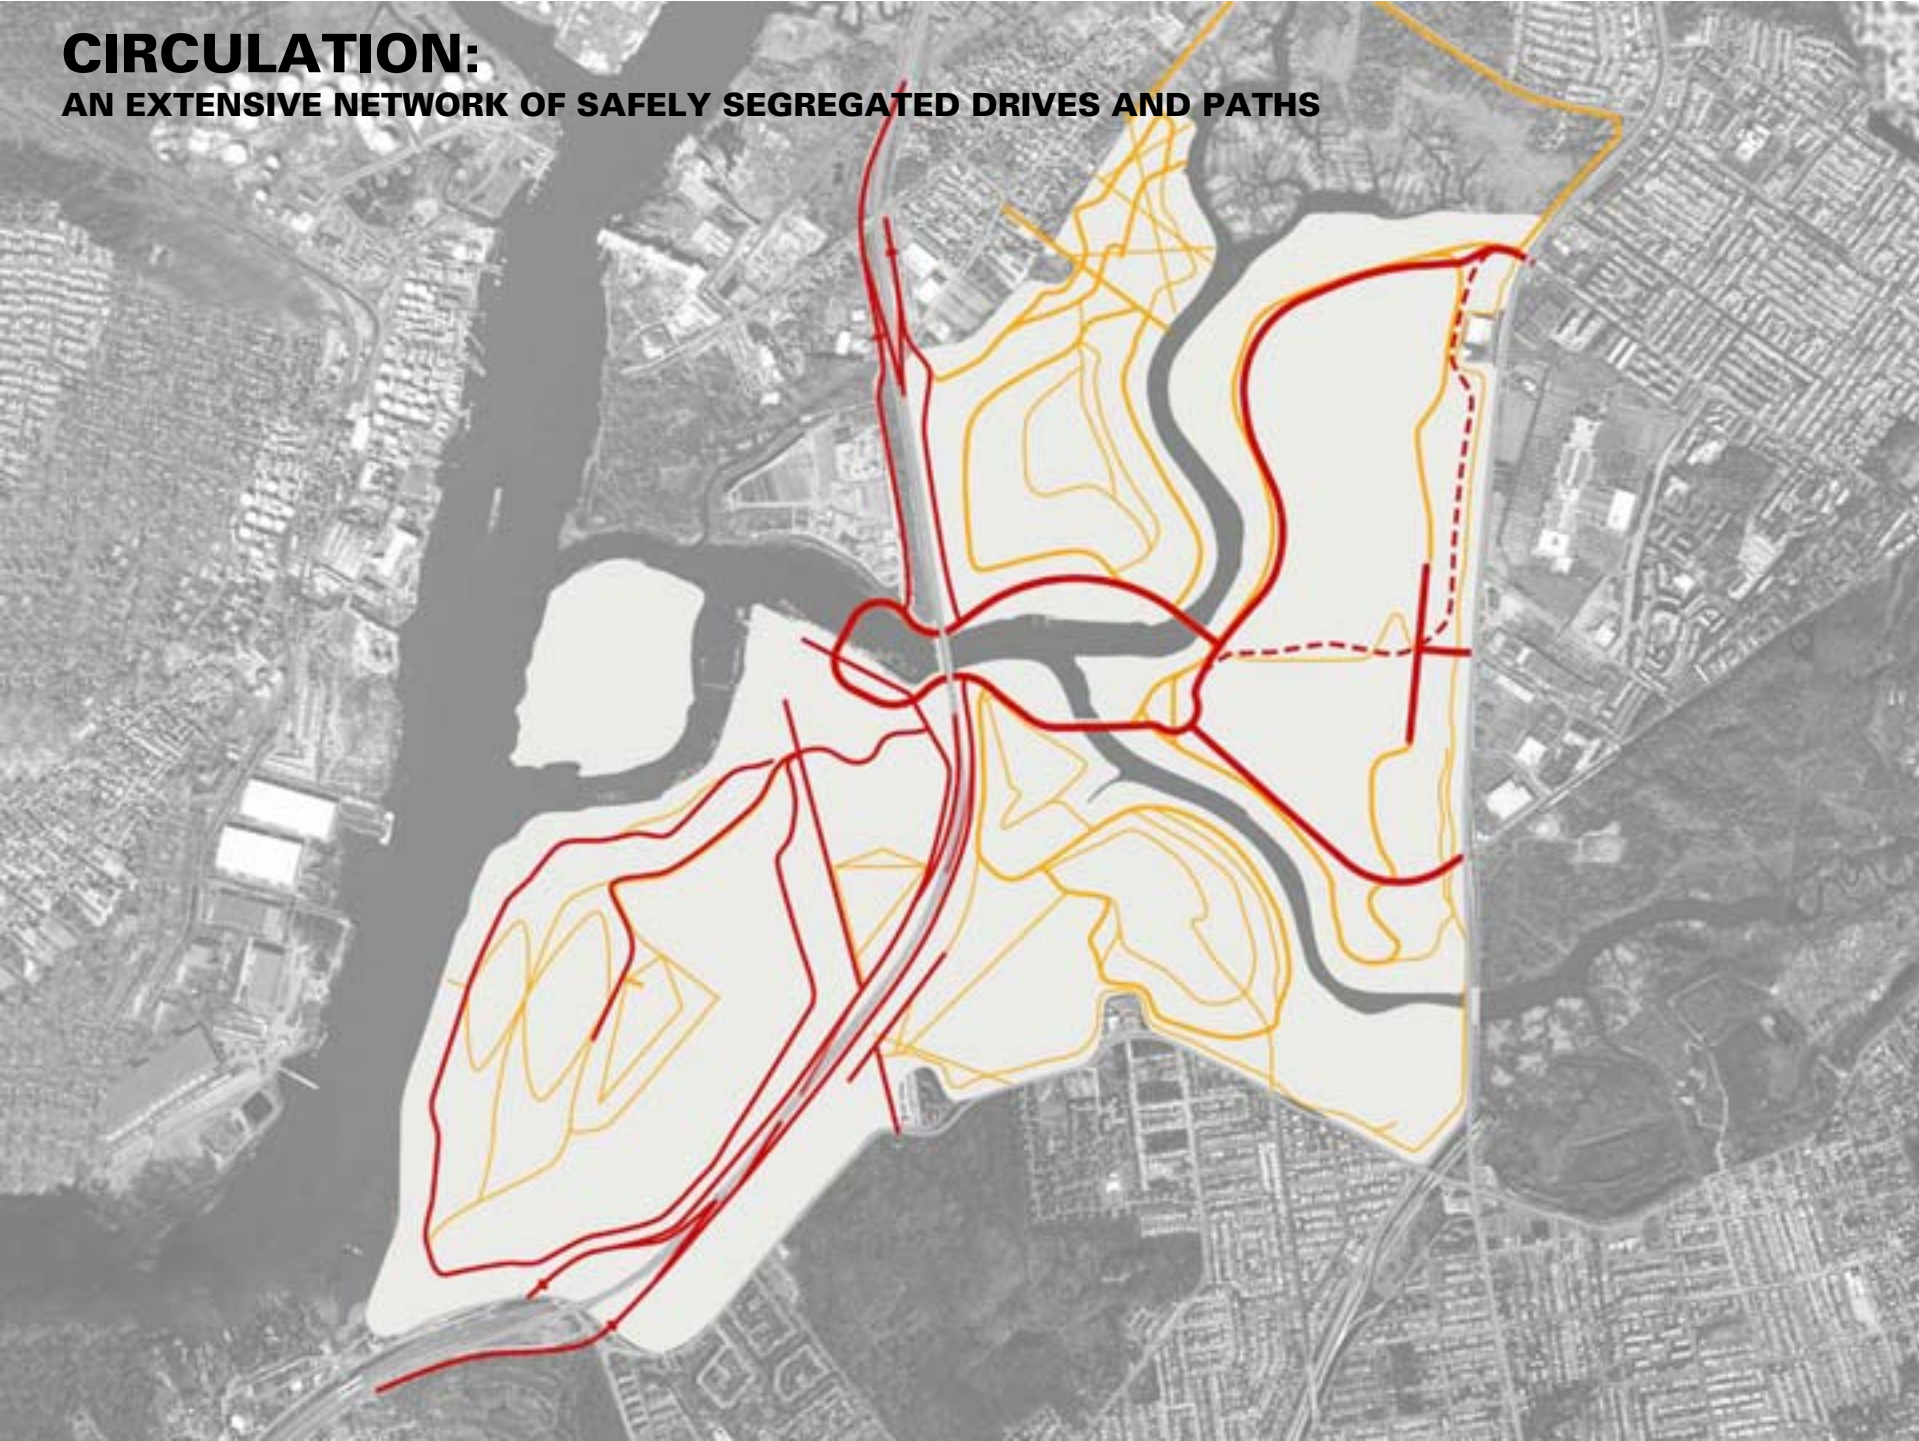 CIRCULATION:
AN EXTENSIVE NETWORK OF SAFELY SEGREGATED DRIVES AND PATHS